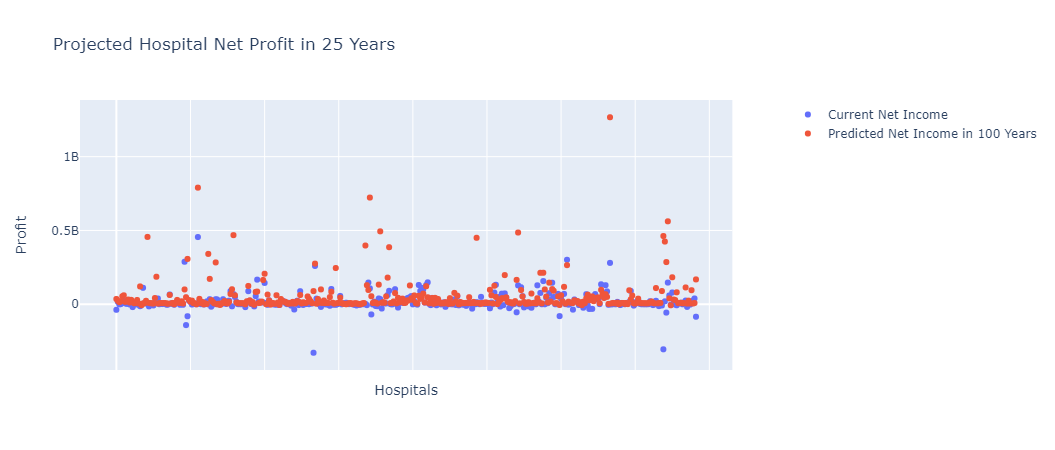 Projected Hospital Net Profit in 25 Years
Current Net Income
Predicted Net Income in 100 Years
1B
0.5B
0
Profit
Hospitals